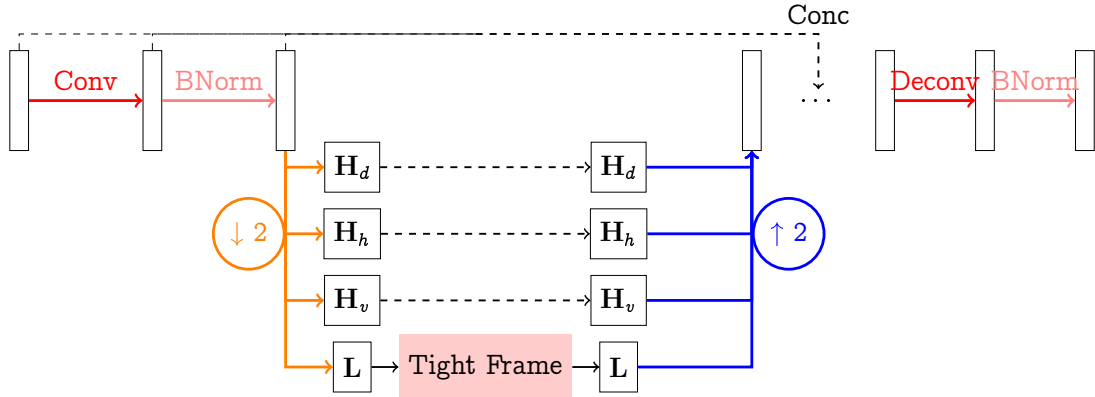 Conc
Conv BNorm ... Deconv BNorm
H_d H_d
↓ 2 H_h H_h ↑ 2
H_v H_v
L Tight Frame L